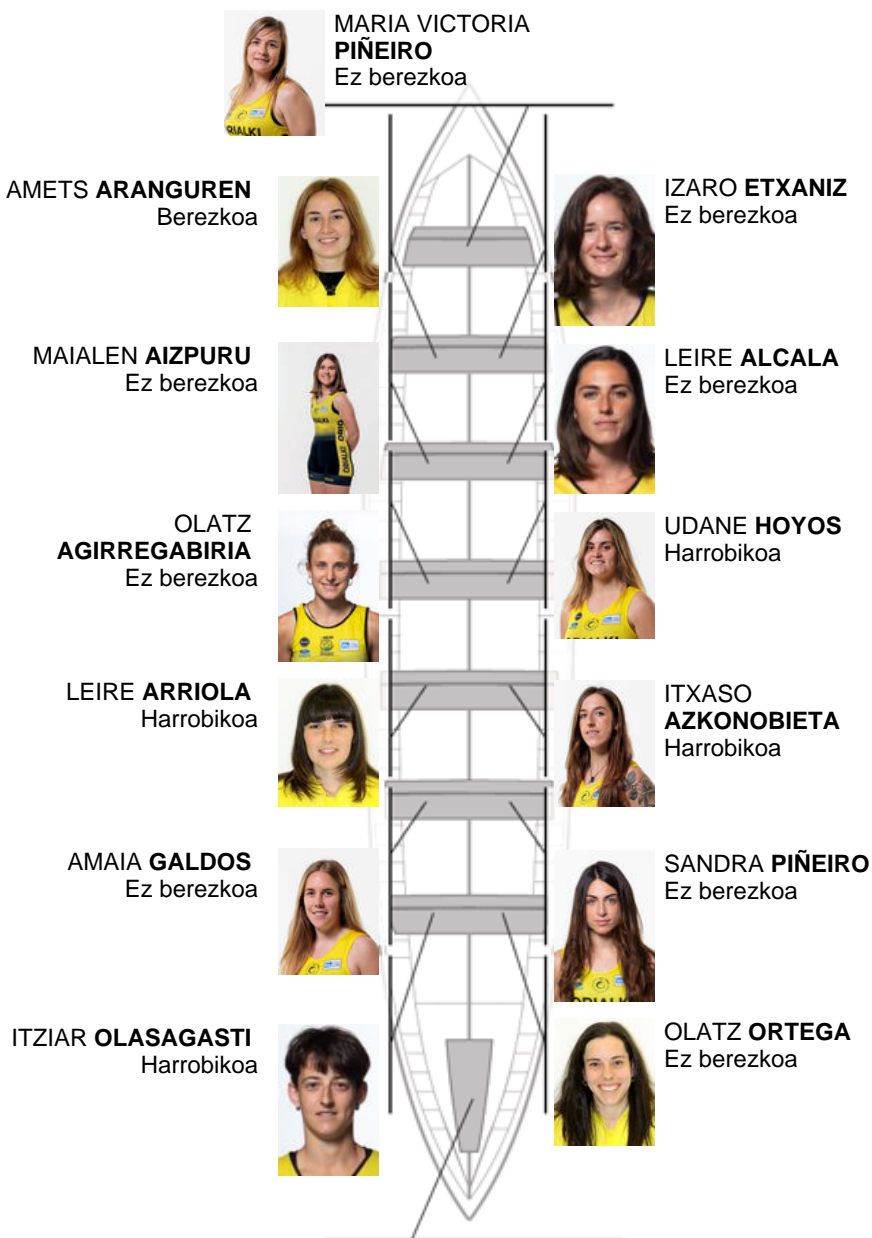 MARIA VICTORIA
PIÑEIRO
Ez berezkoa
AMETS ARANGUREN
Berezkoa
IZARO ETXANIZ
Ez berezkoa
MAIALEN AIZPURU
Ez berezkoa
LEIRE ALCALA
Ez berezkoa
OLATZ
AGIRREGABIRIA
Ez berezkoa
UDANE HOYOS
Harrobikoa
LEIRE ARRIOLA
Harrobikoa
ITXASO
AZKONOBIETA
Harrobikoa
AMAIA GALDOS
Ez berezkoa
SANDRA PIÑEIRO
Ez berezkoa
ITZIAR OLASAGASTI
Harrobikoa
OLATZ ORTEGA
Ez berezkoa